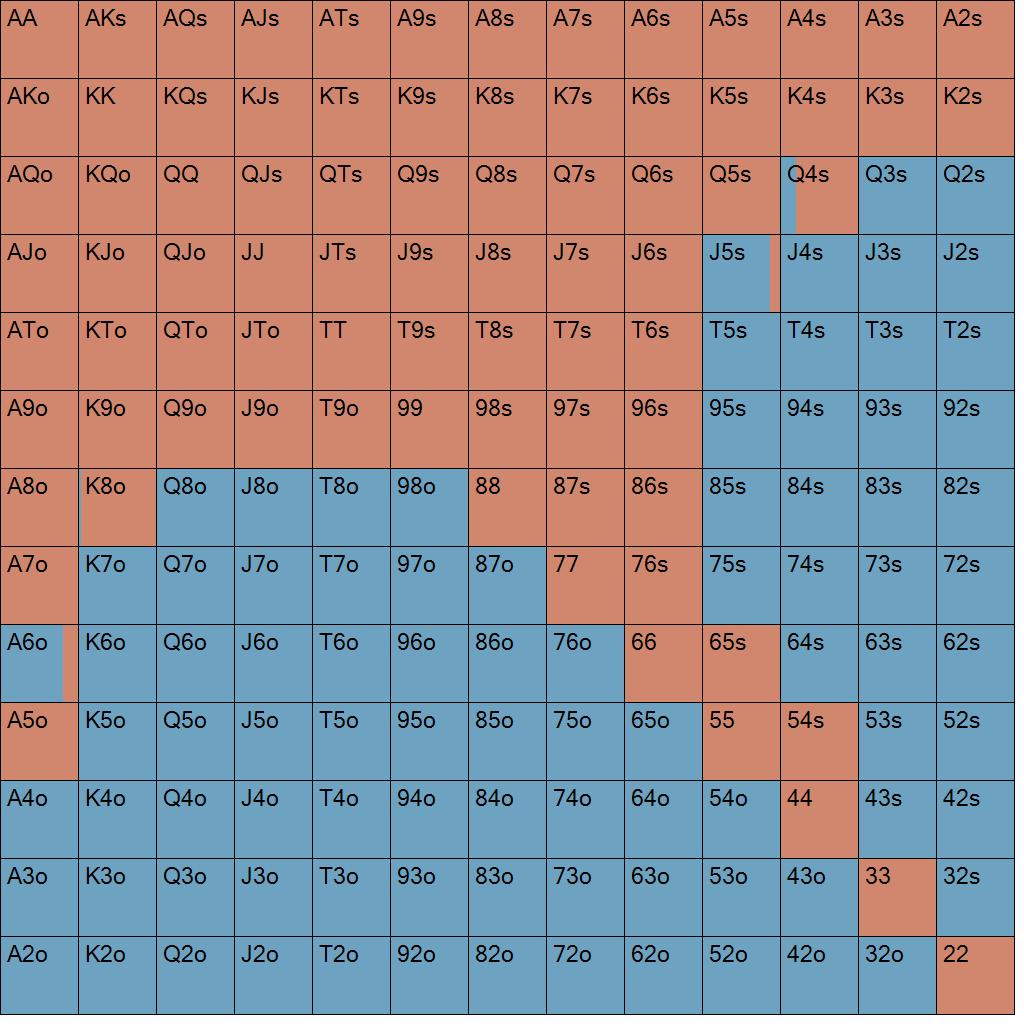 AA AKs AQs AJs ATs A9s A8s A7s A6s A5s A4s A3s A2s
AKo KK KQs KJs KTs K9s K8s K7s K6s K5s K4s K3s K2s
AQo KQo QQ QJs QTs Q9s Q8s Q7s Q6s Q5s Q4s Q3s Q2s
AJo KJo QJo JJ JTs J9s J8s J7s J6s J5s J4s J3s J2s
ATo KTo QTo JTo TT T9s T8s T7s T6s T5s T4s T3s T2s
A9o K9o Q9o J9o T9o 99 98s 97s 96s 95s 94s 93s 92s
A8o K8o Q8o J8o T8o 98o 88 87s 86s 85s 84s 83s 82s
A7o K7o Q7o J7o T7o 97o 87o 77 76s 75s 74s 73s 72s
A6o K6o Q6o J6o T6o 96o 86o 76o 66 65s 64s 63s 62s
A5o K5o Q5o J5o T5o 95o 85o 75o 65o 55 54s 53s 52s
A4o K4o Q4o J4o T4o 94o 84o 74o 64o 54o 44 43s 42s
A3o K3o Q3o J3o T3o 93o 83o 73o 63o 53o 43o 33 32s
A2o K2o Q2o J2o T2o 92o 82o 72o 62o 52o 42o 32o 22